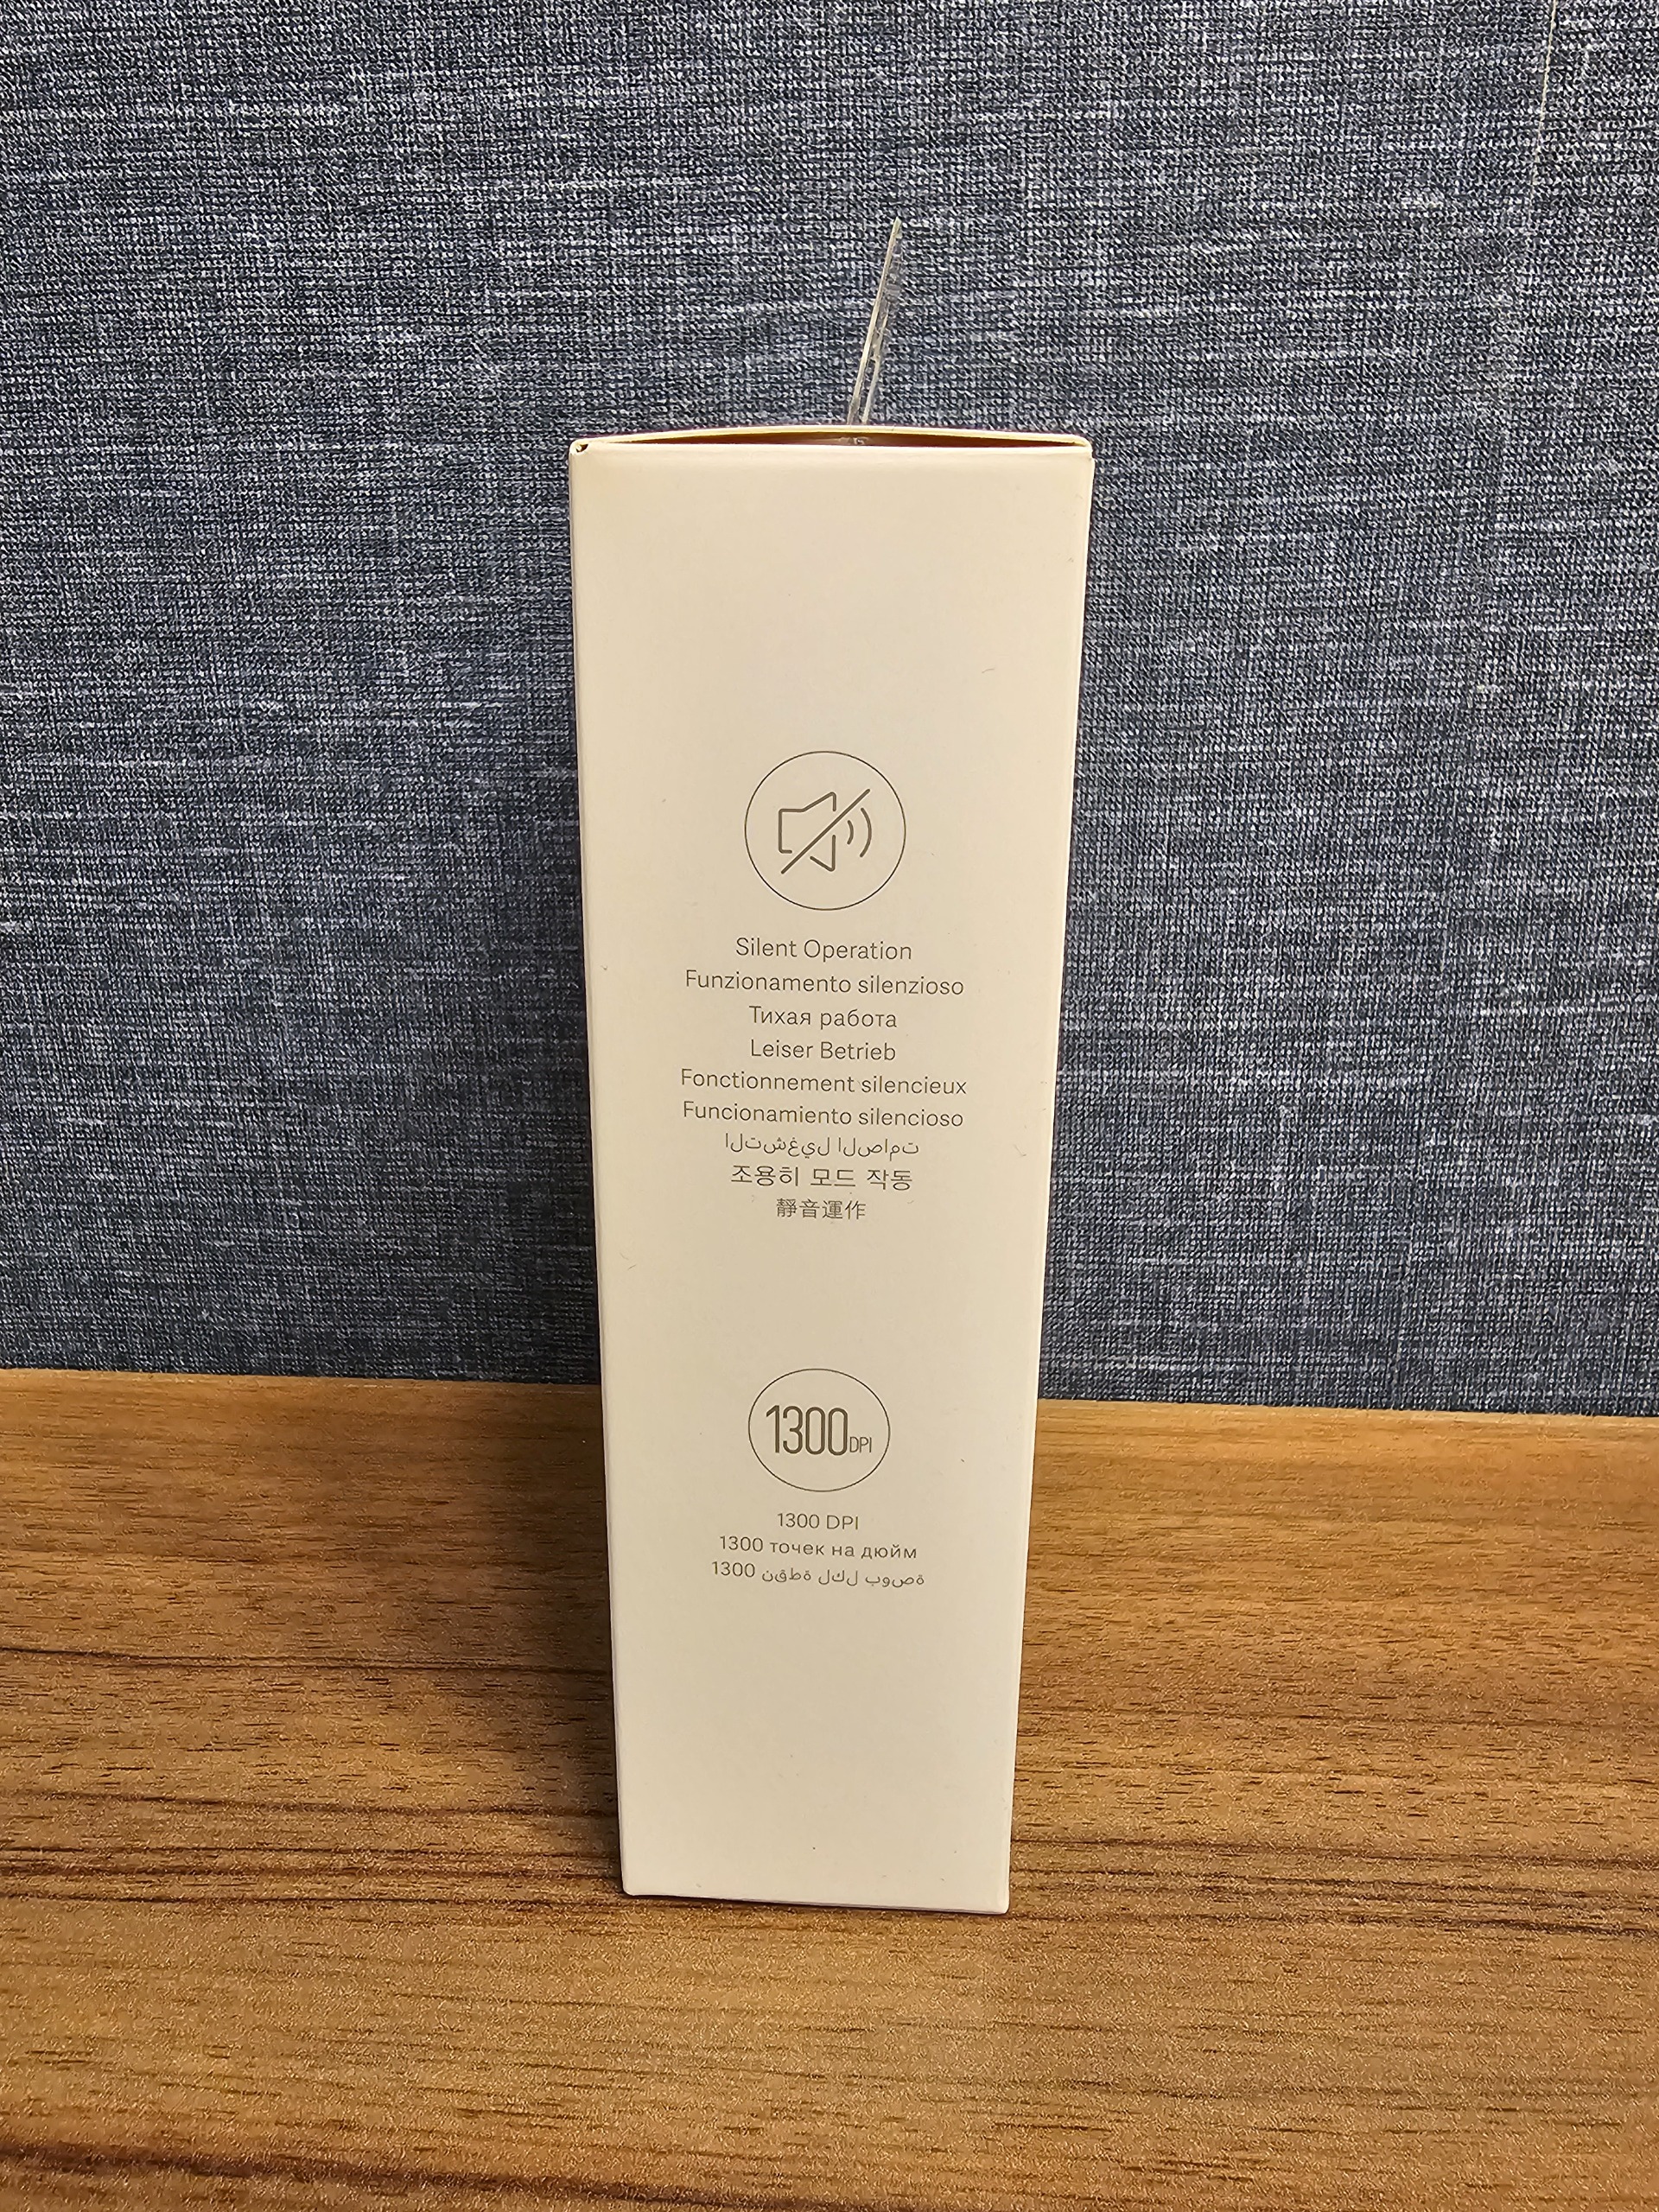 Silent Operation
Funzionamento silenzioso
Тихая работа
Leiser Betrieb
Fonctionnement silencieux
Funcionamiento silencioso
التشغيل الصامت
조용히 모드 작동
靜音運作
1300DPI
1300 DPI
1300 точек на дюйм
1300 نقطة لكل بوصة